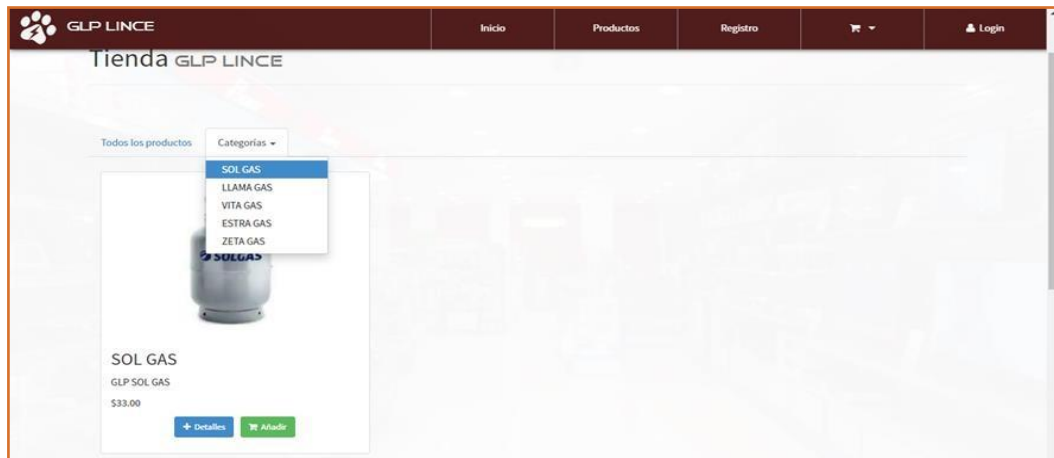 GLP LINCE
Inicio
Productos
Registro
Login
Tienda GLP LINCE
Todos los productos
Categorías
SOL GAS
LLAMA GAS
VITA GAS
ESTRA GAS
ZETA GAS
SOLGAS
SOL GAS
GLP SOL GAS
$33.00
+ Detalles
Añadir